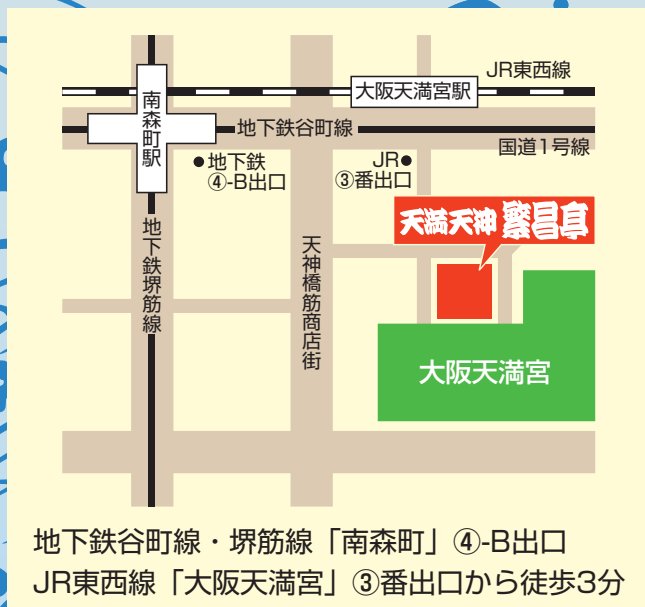 JR東西線
大阪天満宮駅
南森町駅
地下鉄谷町線
国道1号線
地下鉄
④-B出口
JR
③番出口
天満天神 繁昌亭
地下鉄堺筋線
天神橋筋商店街
大阪天満宮
地下鉄谷町線・堺筋線「南森町」④-B出口
JR東西線「大阪天満宮」③番出口から徒歩3分